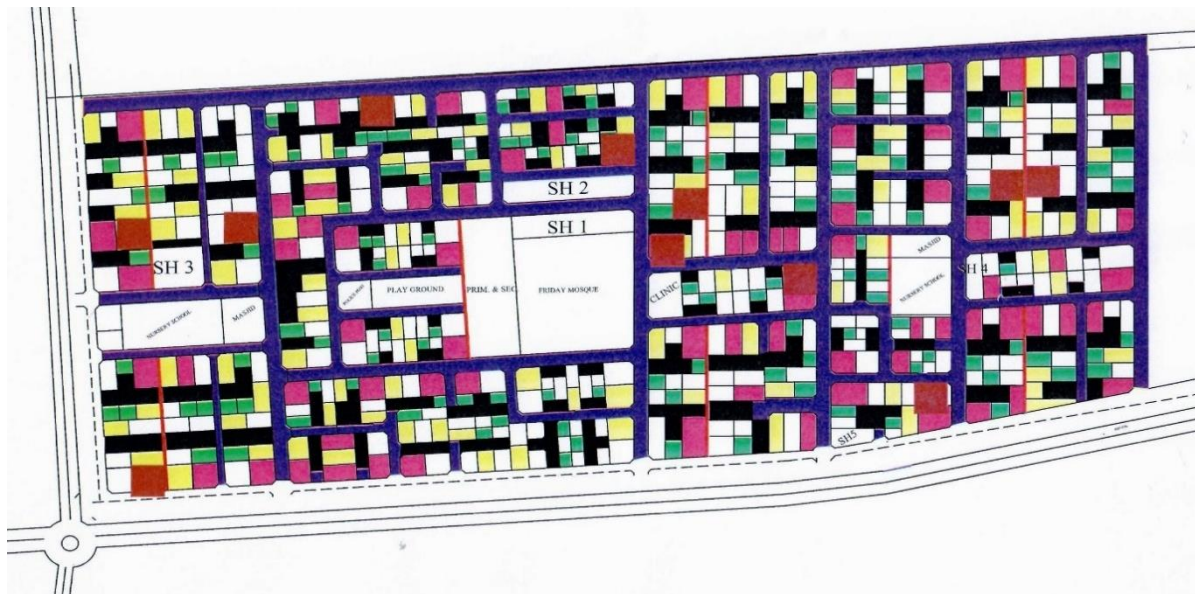 SH 2
SH 1
MASJID
SH 3
SH 4
PLAY GROUND
PRIM. & SEC
FRIDAY MOSQUE
CLINIC
NURSERY SCHOOL
NURSERY SCHOOL
MASJID
SH5